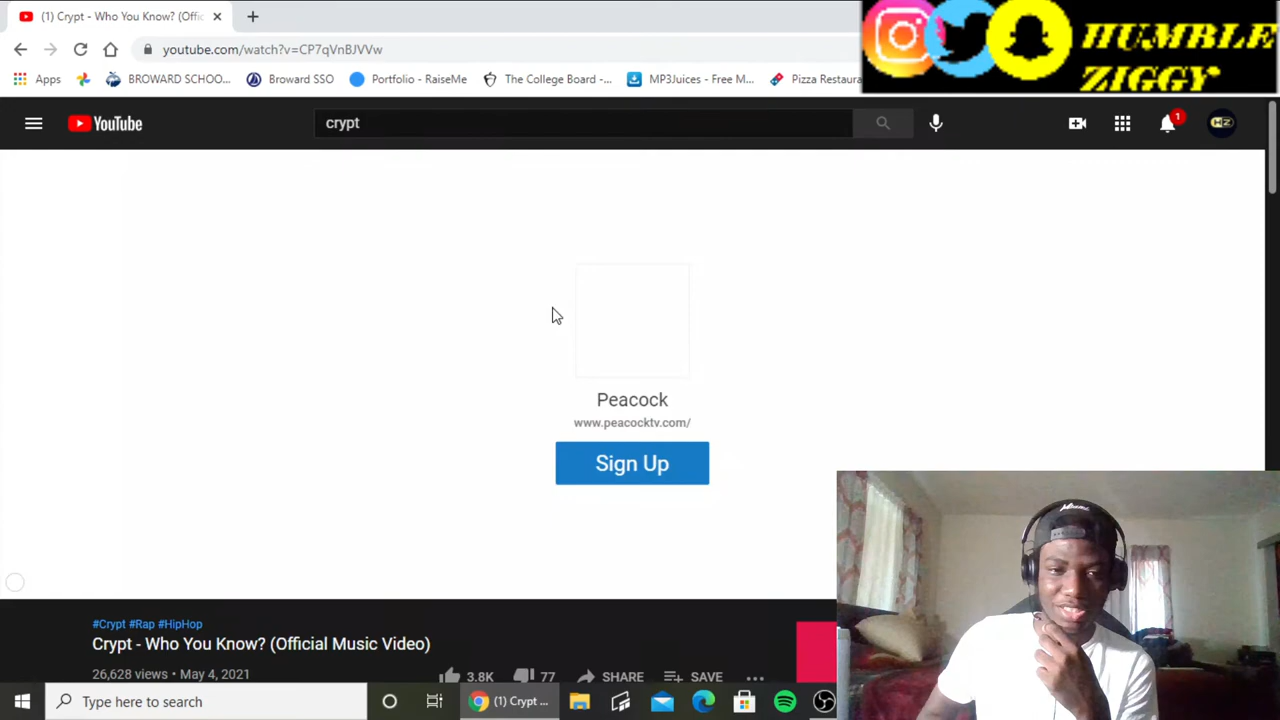 (1) Crypt - Who You Know? (Offic
youtube.com/watch?v=CP7qVnBJVVw
HUMBLE
ZIGGY
Apps
BROWARD SCHOO...
Broward SSO
Portfolio - RaiseMe
The College Board -...
MP3Juices - Free M...
Pizza Restaura
YouTube
crypt
1
HZ
Peacock
www.peacocktv.com/
Sign Up
#Crypt #Rap #HipHop
Crypt - Who You Know? (Official Music Video)
26,628 views • May 4, 2021
3.8K
77
SHARE
SAVE
Type here to search
(1) Crypt ...